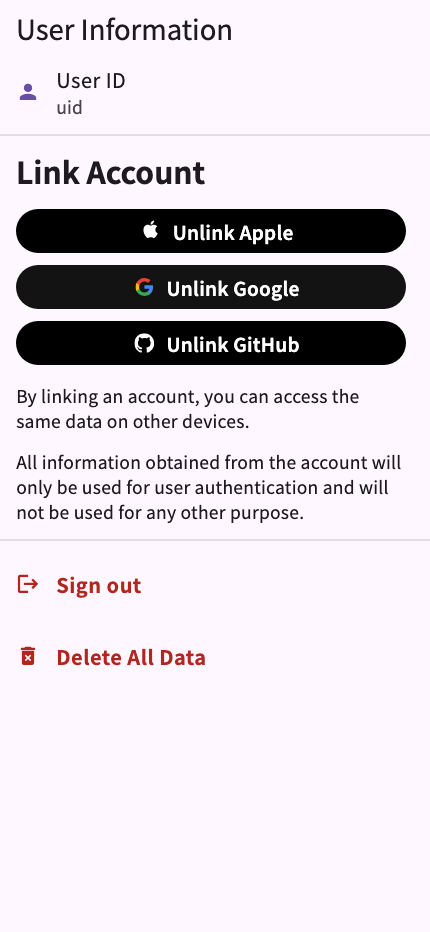 User Information
User ID
uid
Link Account
Unlink Apple
Unlink Google
Unlink GitHub
By linking an account, you can access the
same data on other devices.
All information obtained from the account will
only be used for user authentication and will
not be used for any other purpose.
Sign out
Delete All Data